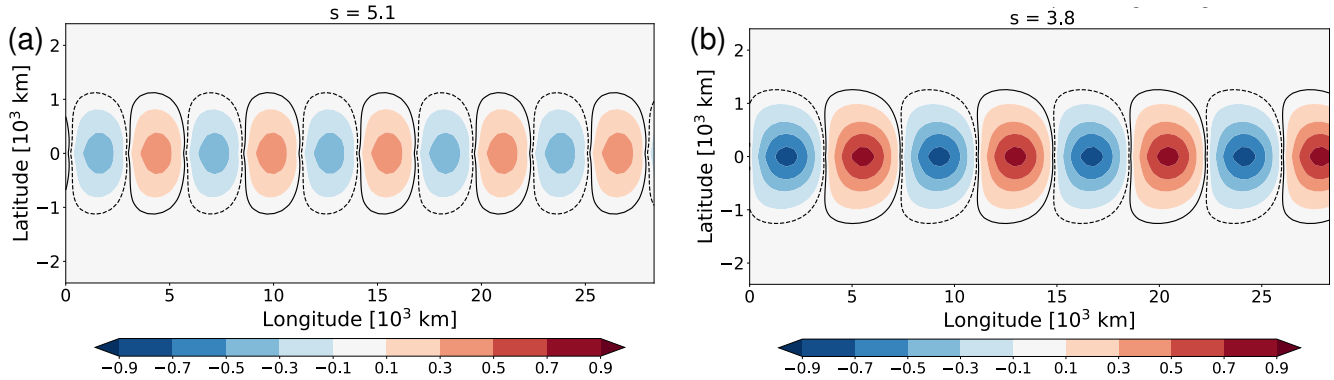 (a)
s = 5.1
Latitude [10³ km]
2
1
0
−1
−2
0 5 10 15 20 25
Longitude [10³ km]
−0.9 −0.7 −0.5 −0.3 −0.1 0.1 0.3 0.5 0.7 0.9
(b)
s = 3.8
Latitude [10³ km]
2
1
0
−1
−2
0 5 10 15 20 25
Longitude [10³ km]
−0.9 −0.7 −0.5 −0.3 −0.1 0.1 0.3 0.5 0.7 0.9